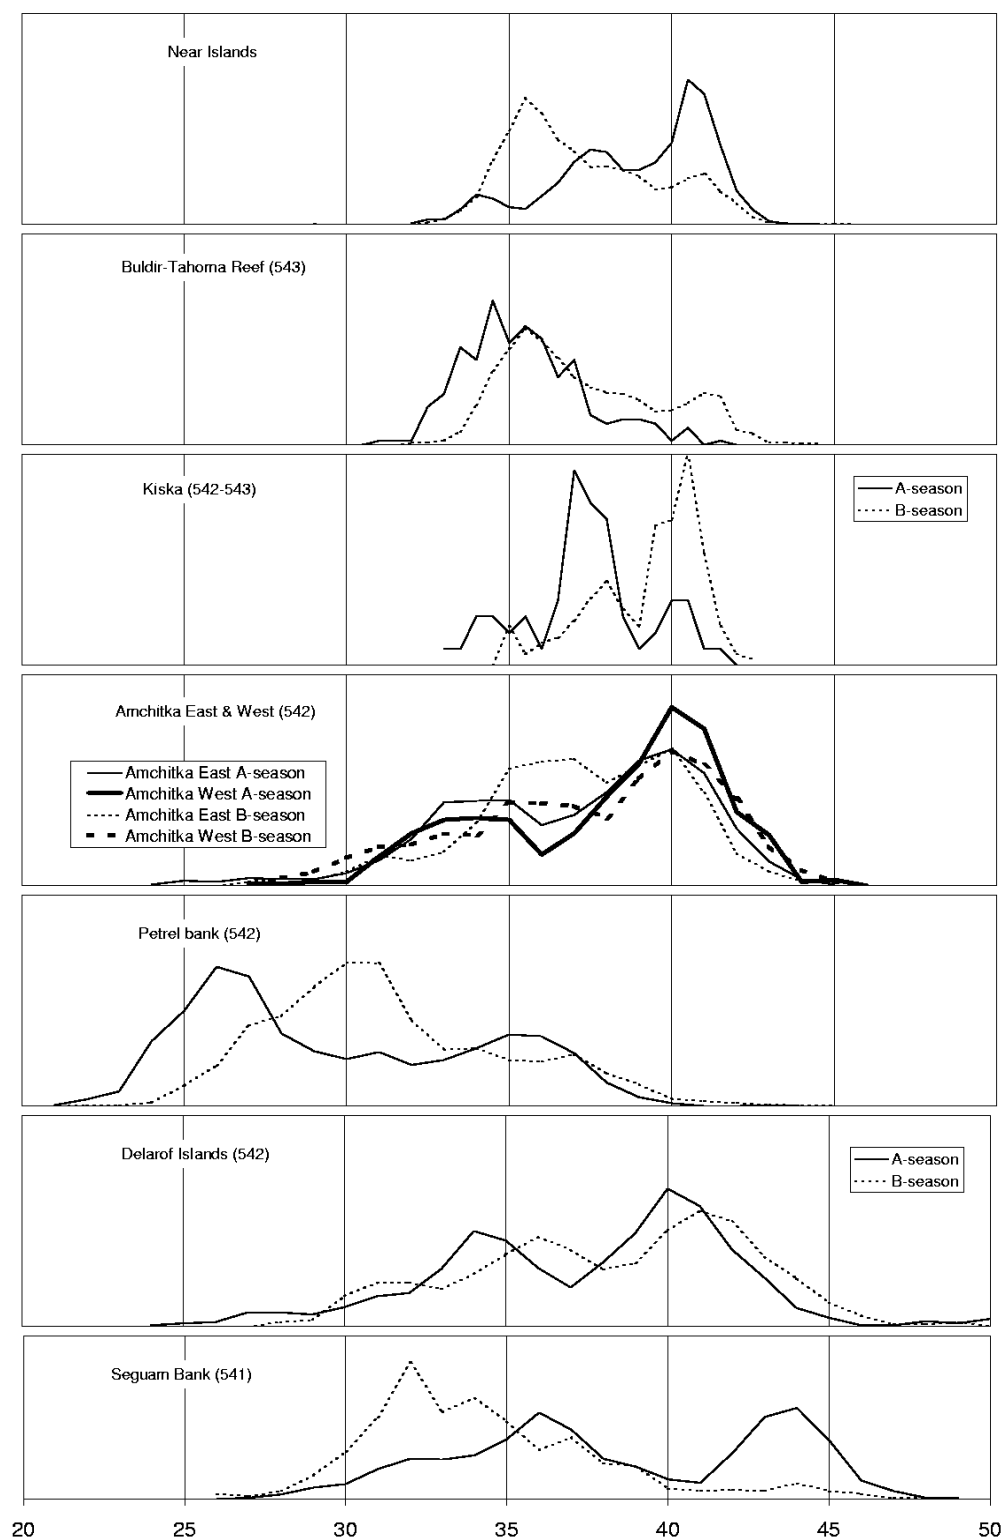 Near Islands
Buldir-Tahoma Reef (543)
Kiska (542-543)
A-season
B-season
Amchitka East & West (542)
Amchitka East A-season
Amchitka West A-season
Amchitka East B-season
Amchitka West B-season
Petrel bank (542)
Delarof Islands (542)
A-season
B-season
Seguam Bank (541)
20 25 30 35 40 45 50